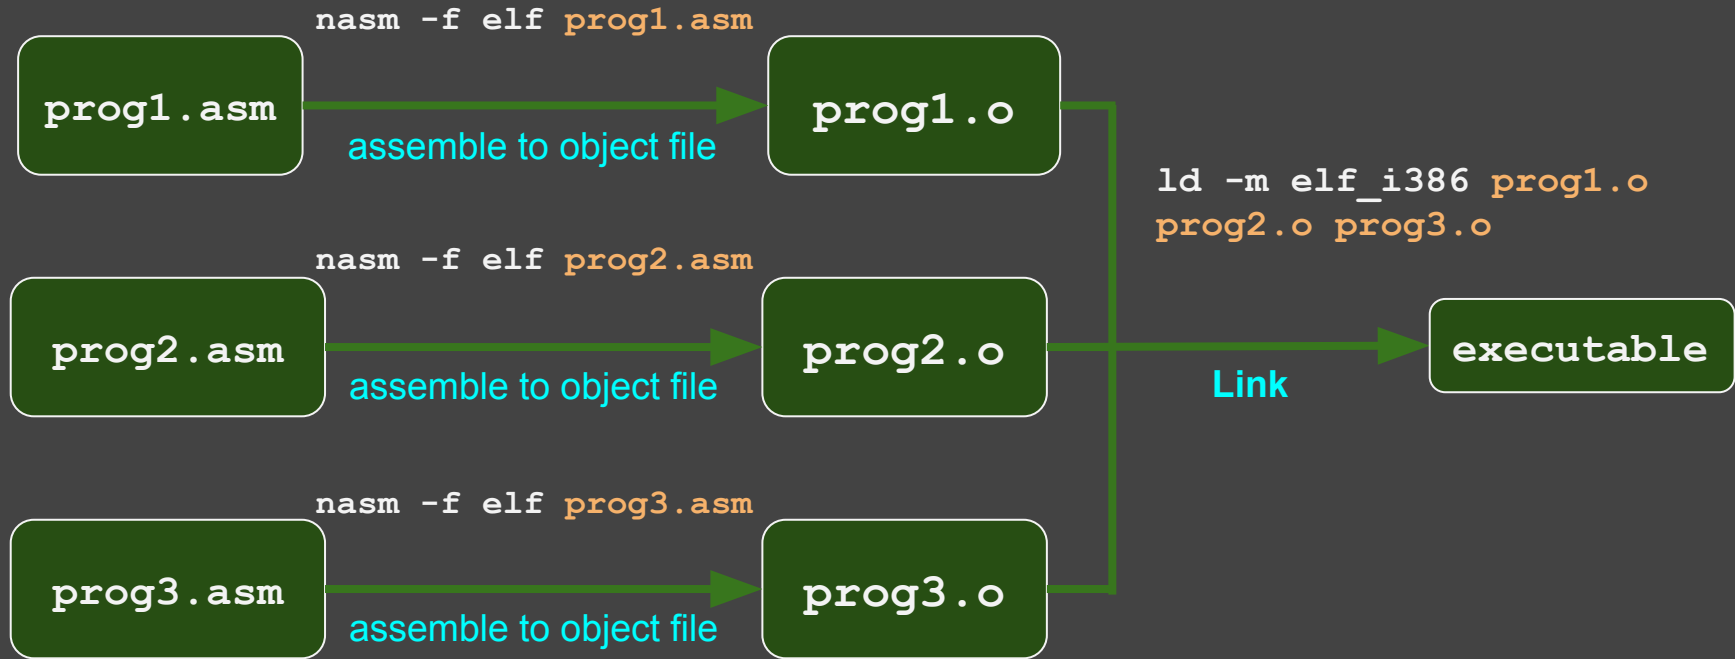 nasm -f elf prog1.asm
prog1.asm
assemble to object file
prog1.o
ld -m elf_i386 prog1.o
prog2.o prog3.o
nasm -f elf prog2.asm
prog2.asm
assemble to object file
prog2.o
Link
executable
nasm -f elf prog3.asm
prog3.asm
assemble to object file
prog3.o